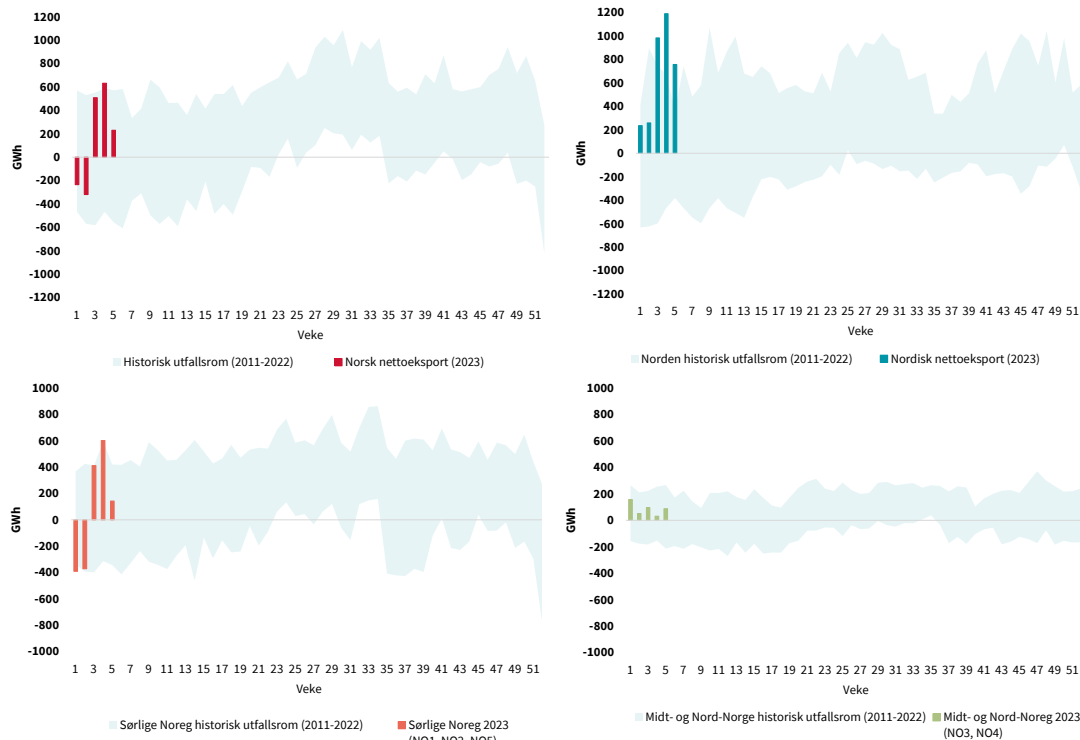 1200
1000
800
600
400
200
0
-200
-400
-600
-800
-1000
-1200
GWh
1 3 5 7 9 11 13 15 17 19 21 23 25 27 29 31 33 35 37 39 41 43 45 47 49 51
Veke
Historisk utfallsrom (2011-2022) Norsk nettoeksport (2023)
1200
1000
800
600
400
200
0
-200
-400
-600
-800
-1000
-1200
GWh
1 3 5 7 9 11 13 15 17 19 21 23 25 27 29 31 33 35 37 39 41 43 45 47 49 51
Veke
Norden historisk utfallsrom (2011-2022) Nordisk nettoeksport (2023)
1000
800
600
400
200
0
-200
-400
-600
-800
-1000
GWh
1 3 5 7 9 11 13 15 17 19 21 23 25 27 29 31 33 35 37 39 41 43 45 47 49 51
Veke
Sørlige Noreg historisk utfallsrom (2011-2022) Sørlige Noreg 2023
(NO1, NO2, NO5)
1000
800
600
400
200
0
-200
-400
-600
-800
-1000
GWh
1 3 5 7 9 11 13 15 17 19 21 23 25 27 29 31 33 35 37 39 41 43 45 47 49 51
Veke
Midt- og Nord-Norge historisk utfallsrom (2011-2022) Midt- og Nord-Noreg 2023
(NO3, NO4)